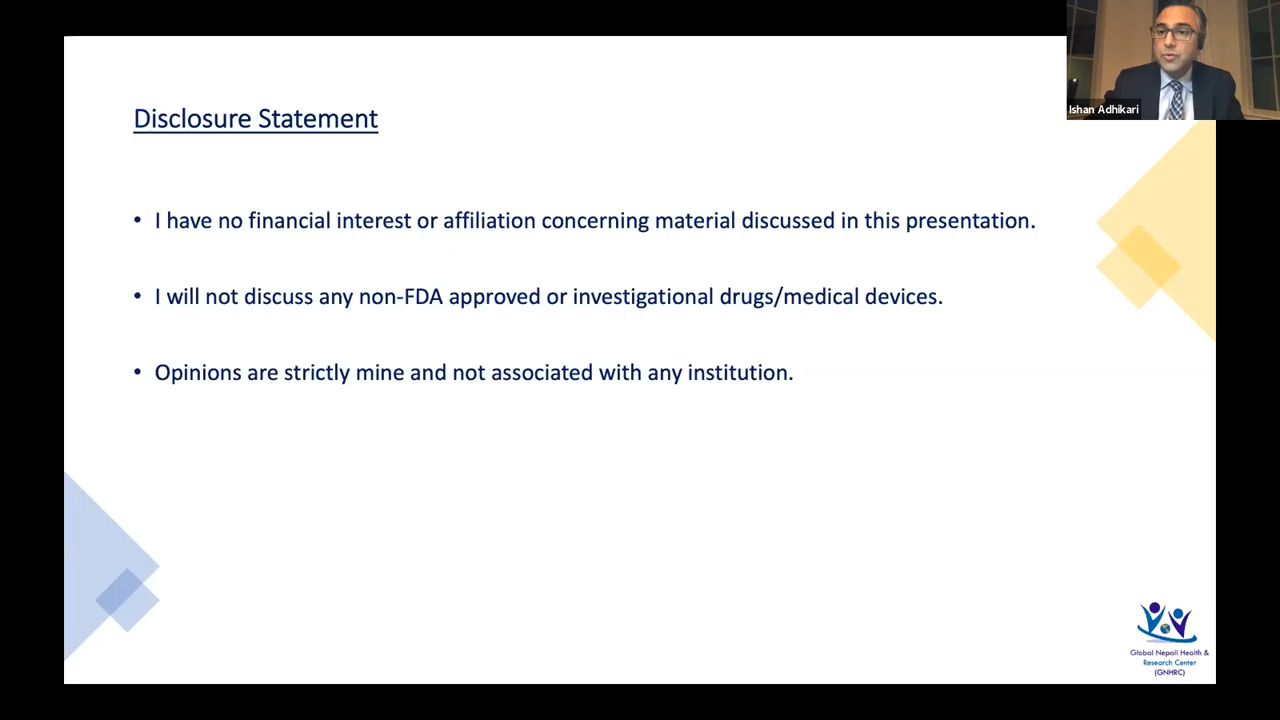 Ishan Adhikari
Disclosure Statement
• I have no financial interest or affiliation concerning material discussed in this presentation.
• I will not discuss any non-FDA approved or investigational drugs/medical devices.
• Opinions are strictly mine and not associated with any institution.
Global Nepali Health &
Research Center
(GNHRC)